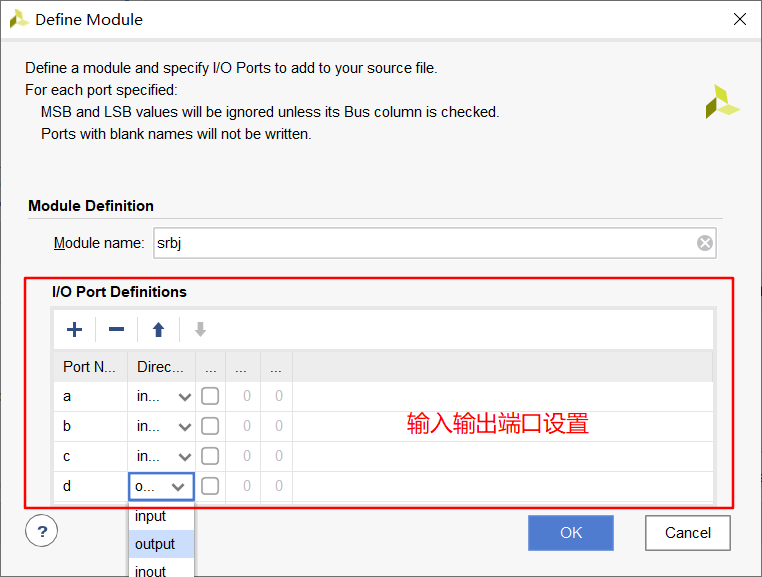 Define Module
Define a module and specify I/O Ports to add to your source file.
For each port specified:
MSB and LSB values will be ignored unless its Bus column is checked.
Ports with blank names will not be written.
Module Definition
Module name: srbj
I/O Port Definitions
Port N... Direc... ... ... ...
a in... 0 0
b in... 0 0
c in... 0 0
d o... 0 0
输入输出端口设置
input
output
inout
? OK Cancel